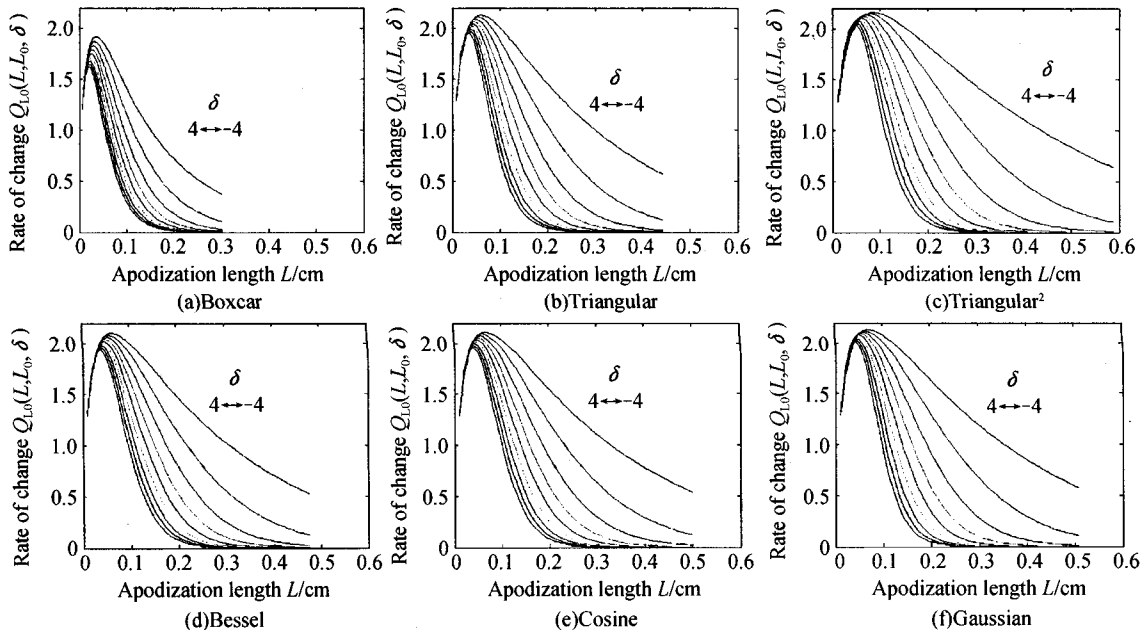 Rate of change Q_L0(L,L₀, δ)
2.0
1.5
1.0
0.5
0
0 0.1 0.2 0.3 0.4 0.5 0.6
δ
4↔-4
Apodization length L/cm
(a)Boxcar
Rate of change Q_L0(L,L₀, δ)
2.0
1.5
1.0
0.5
0
0 0.1 0.2 0.3 0.4 0.5 0.6
δ
4↔-4
Apodization length L/cm
(b)Triangular
Rate of change Q_L0(L,L₀, δ)
2.0
1.5
1.0
0.5
0
0 0.1 0.2 0.3 0.4 0.5 0.6
δ
4↔-4
Apodization length L/cm
(c)Triangular²
Rate of change Q_L0(L,L₀, δ)
2.0
1.5
1.0
0.5
0
0 0.1 0.2 0.3 0.4 0.5 0.6
δ
4↔-4
Apodization length L/cm
(d)Bessel
Rate of change Q_L0(L,L₀, δ)
2.0
1.5
1.0
0.5
0
0 0.1 0.2 0.3 0.4 0.5 0.6
δ
4↔-4
Apodization length L/cm
(e)Cosine
Rate of change Q_L0(L,L₀, δ)
2.0
1.5
1.0
0.5
0
0 0.1 0.2 0.3 0.4 0.5 0.6
δ
4↔-4
Apodization length L/cm
(f)Gaussian